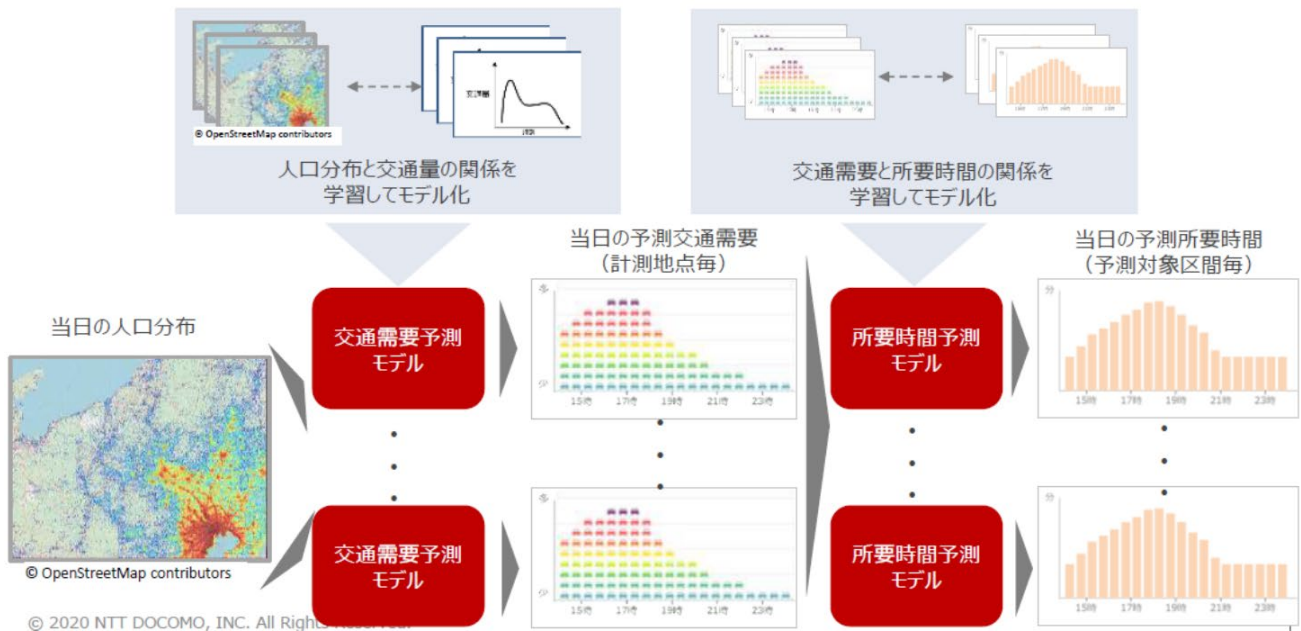 © OpenStreetMap contributors
交通量
時刻
人口分布と交通量の関係を
学習してモデル化
交通需要と所要時間の関係を
学習してモデル化
当日の人口分布
© OpenStreetMap contributors
交通需要予測
モデル
交通需要予測
モデル
当日の予測交通需要
(計測地点毎)
多
少
15時 17時 19時 21時 23時
多
少
15時 17時 19時 21時 23時
所要時間予測
モデル
所要時間予測
モデル
当日の予測所要時間
(予測対象区間毎)
分
15時 17時 19時 21時 23時
分
15時 17時 19時 21時 23時
© 2020 NTT DOCOMO, INC. All Rights Reserved.